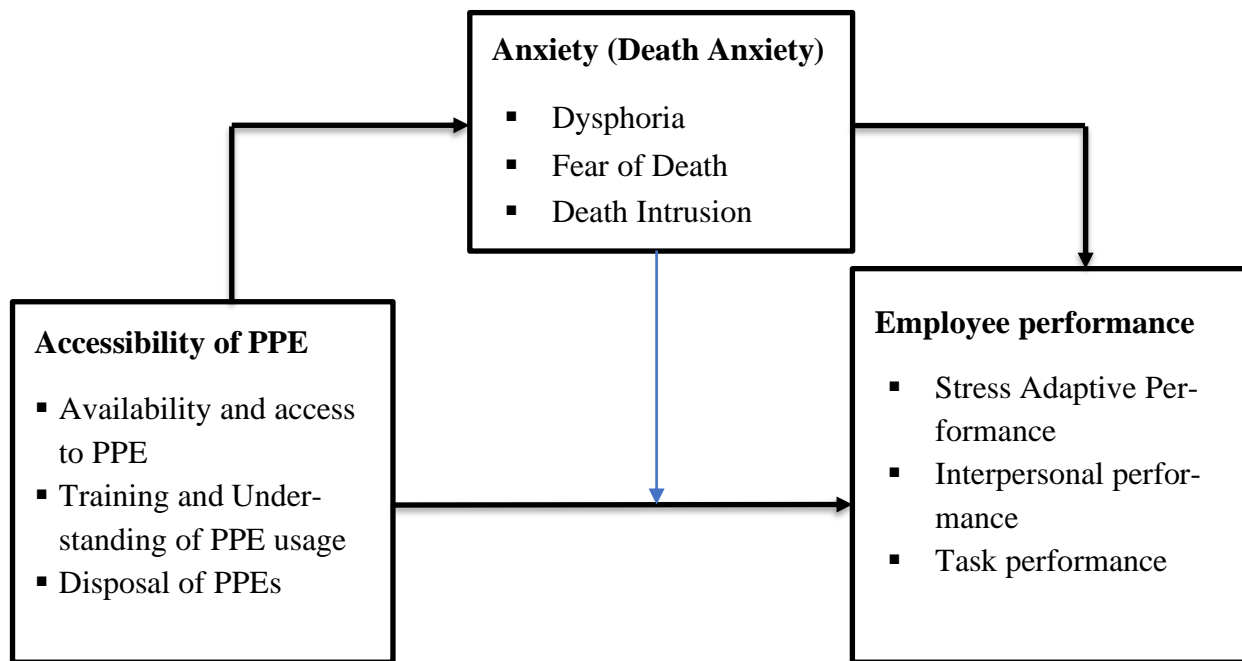 Anxiety (Death Anxiety)
▪ Dysphoria
▪ Fear of Death
▪ Death Intrusion
Accessibility of PPE
▪ Availability and access
to PPE
▪ Training and Under-
standing of PPE usage
▪ Disposal of PPEs
Employee performance
▪ Stress Adaptive Per-
formance
▪ Interpersonal perfor-
mance
▪ Task performance